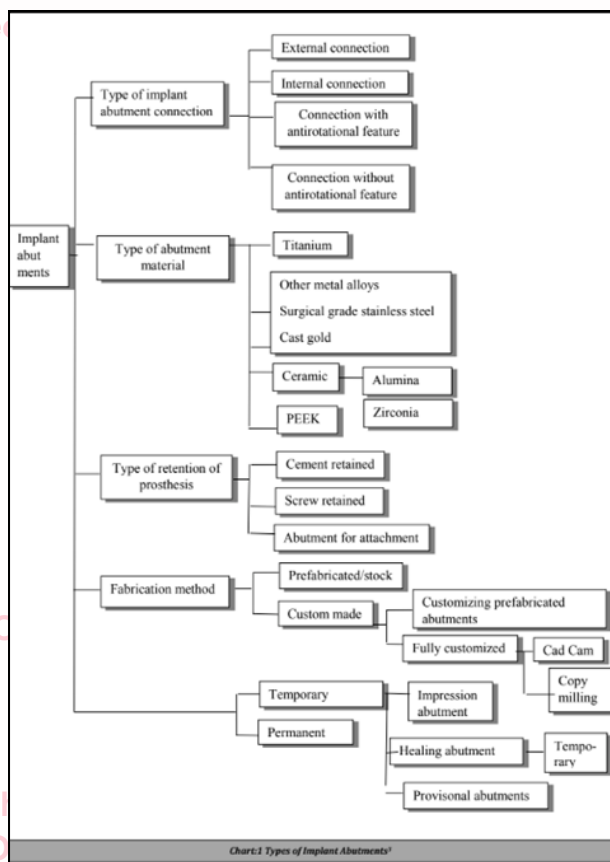 External connection
Type of implant
abutment connection
Internal connection
Connection with
antirotational feature
Connection without
antirotational feature
Implant
abut
ments
Type of abutment
material
Titanium
Other metal alloys
Surgical grade stainless steel
Cast gold
Ceramic
Alumina
Zirconia
PEEK
Type of retention of
prosthesis
Cement retained
Screw retained
Abutment for attachment
Fabrication method
Prefabricated/stock
Custom made
Customizing prefabricated
abutments
Fully customized
Cad Cam
Copy
milling
Temporary
Permanent
Impression
abutment
Healing abutment
Tempo-
rary
Provisonal abutments
Chart:1 Types of Implant Abutments